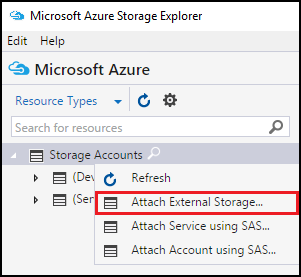 Microsoft Azure Storage Explorer
Edit Help
Microsoft Azure
Resource Types
Search for resources
Storage Accounts
(Dev
Refresh
(Ser
Attach External Storage...
Attach Service using SAS...
Attach Account using SAS...